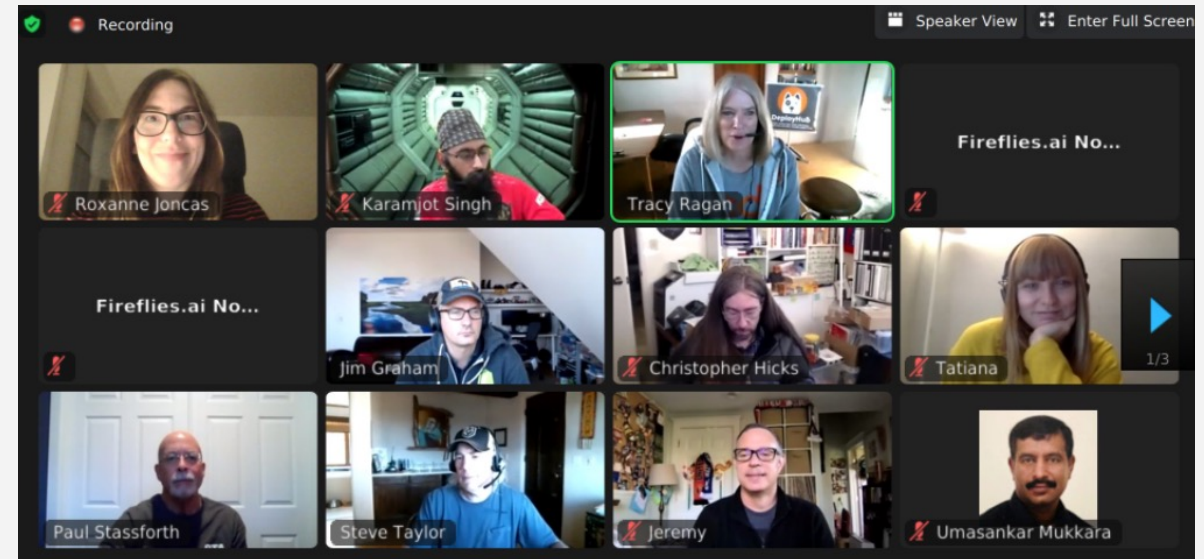 Recording
Speaker View
Enter Full Screen
DeployHub
Fireflies.ai No...
Roxanne Joncas
Karamjot Singh
Tracy Ragan
Fireflies.ai No...
Jim Graham
Christopher Hicks
Tatiana
1/3
Paul Stassforth
Steve Taylor
Jeremy
Umasankar Mukkara